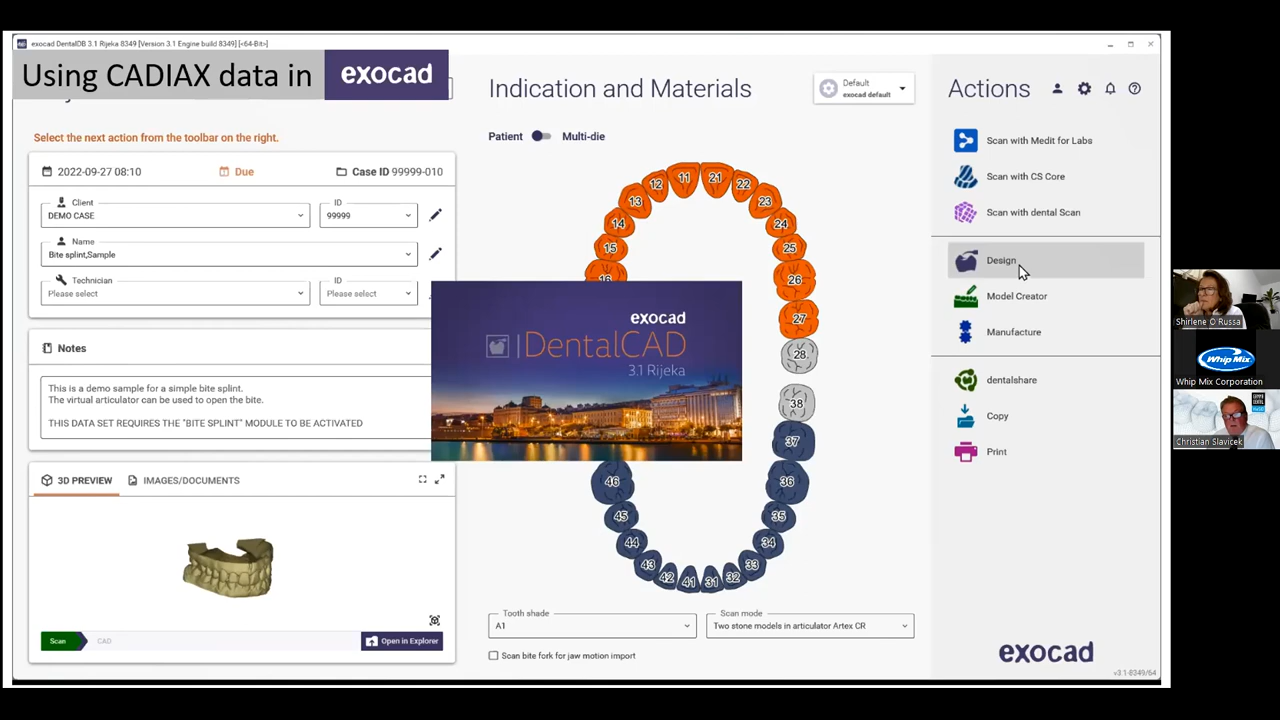 exocad DentalDB 3.1 Rijeka 8349 [Version 3.1 Engine build 8349] [<64-Bit>]
Using CADIAX data in exocad
Select the next action from the toolbar on the right.
2022-09-27 08:10
Due
Case ID 99999-010
Client
DEMO CASE
ID
99999
Name
Bite splint,Sample
Technician
Please select
ID
Please select
Notes
This is a demo sample for a simple bite splint.
The virtual articulator can be used to open the bite.
THIS DATA SET REQUIRES THE "BITE SPLINT" MODULE TO BE ACTIVATED
3D PREVIEW
IMAGES/DOCUMENTS
Scan
CAD
Open in Explorer
Indication and Materials
Default
exocad default
Patient
Multi-die
11
21
12
22
13
23
14
24
15
25
16
26
27
28
38
37
46
36
45
35
44
34
43
33
42
41
31
32
exocad
DentalCAD
3.1 Rijeka
Tooth shade
A1
Scan mode
Two stone models in articulator Artex CR
Scan bite fork for jaw motion import
Actions
Scan with Medit for Labs
Scan with CS Core
Scan with dental Scan
Design
Model Creator
Manufacture
dentalshare
Copy
Print
exocad
v3.1-8349/64
Shirlene O Russa
Whip Mix
Whip Mix Corporation
Christian Slavicek